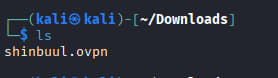 ┌──(kali㉿kali)-[~/Downloads]
└─$ ls
shinbuul.ovpn